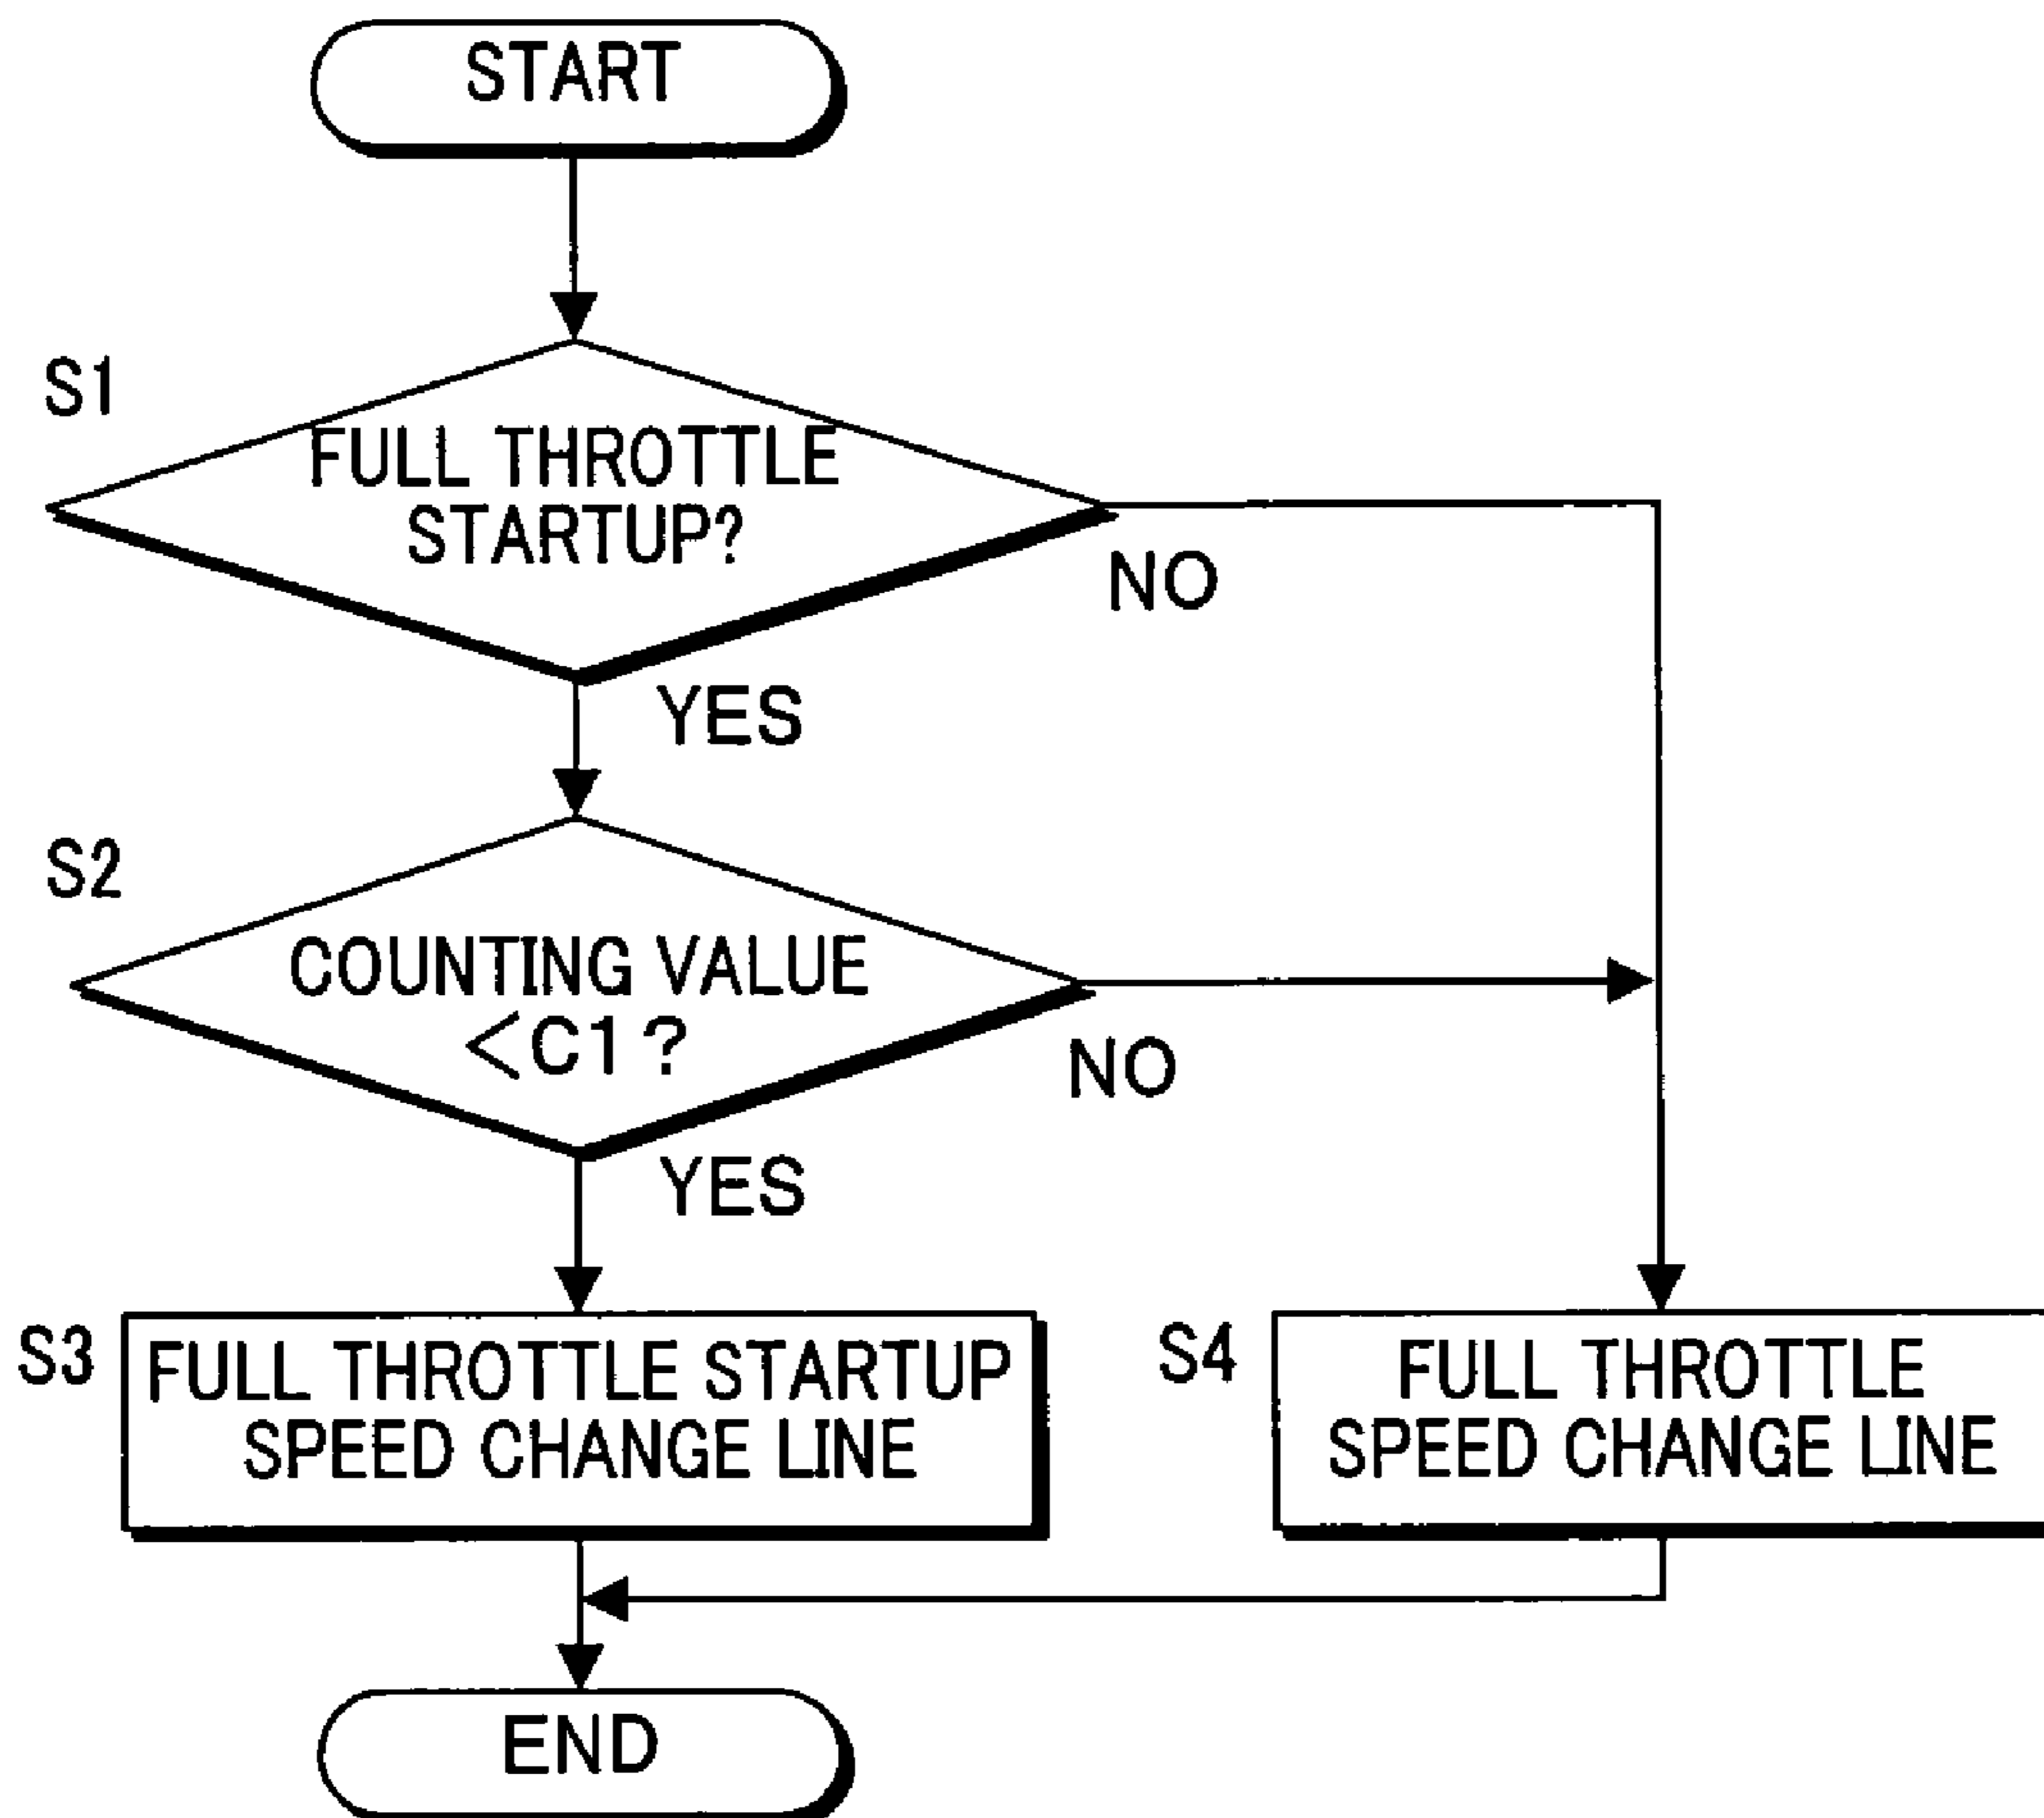 START
S1
FULL THROTTLE
STARTUP?
NO
YES
S2
COUNTING VALUE
<C1?
NO
YES
S3
FULL THROTTLE STARTUP
SPEED CHANGE LINE
S4
FULL THROTTLE
SPEED CHANGE LINE
END